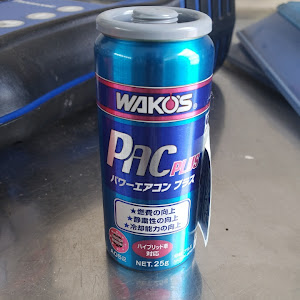 WAKO'S
PAC PLUS
パワーエアコン プラス
★燃費の向上
★静粛性の向上
★冷却能力の向上
ハイブリッド車
対応
NET. 25g